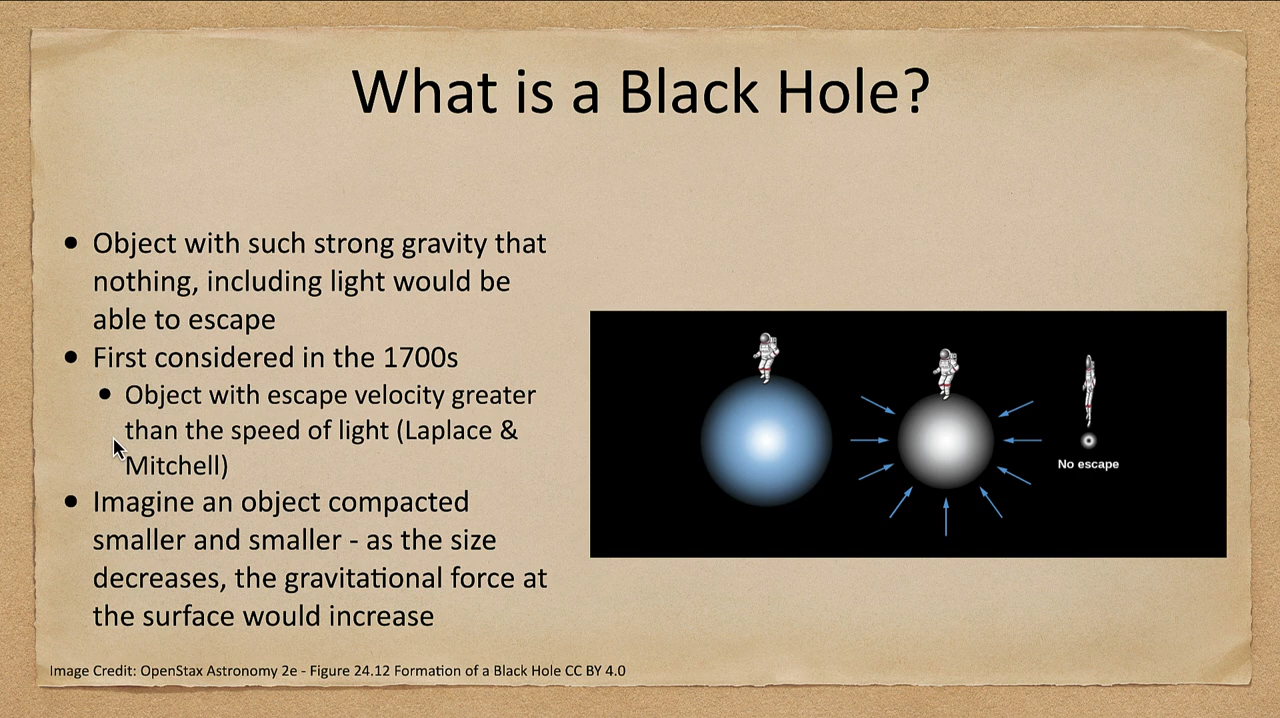 What is a Black Hole?
• Object with such strong gravity that
nothing, including light would be
able to escape
• First considered in the 1700s
• Object with escape velocity greater
than the speed of light (Laplace &
Mitchell)
• Imagine an object compacted
smaller and smaller - as the size
decreases, the gravitational force at
the surface would increase
No escape
Image Credit: OpenStax Astronomy 2e - Figure 24.12 Formation of a Black Hole CC BY 4.0